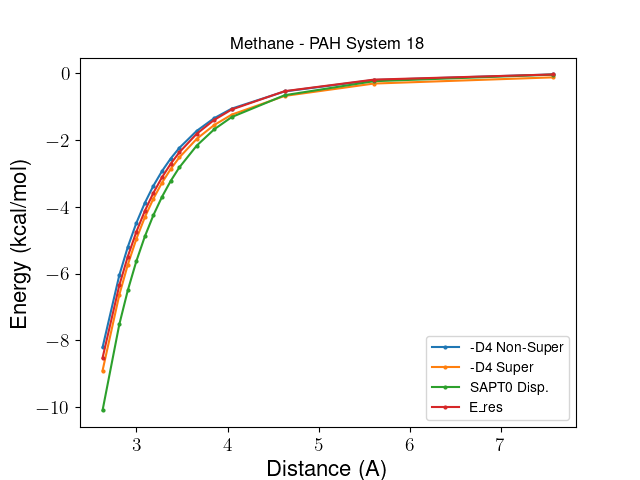 Methane - PAH System 18
Energy (kcal/mol)
0
−2
−4
−6
−8
−10
3 4 5 6 7
Distance (A)
-D4 Non-Super
-D4 Super
SAPT0 Disp.
E_res